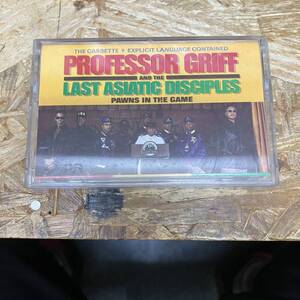 THE CASSETTE • EXPLICIT LANGUAGE CONTAINED
PROFESSOR GRIFF
AND THE
LAST ASIATIC DISCIPLES
PAWNS IN THE GAME